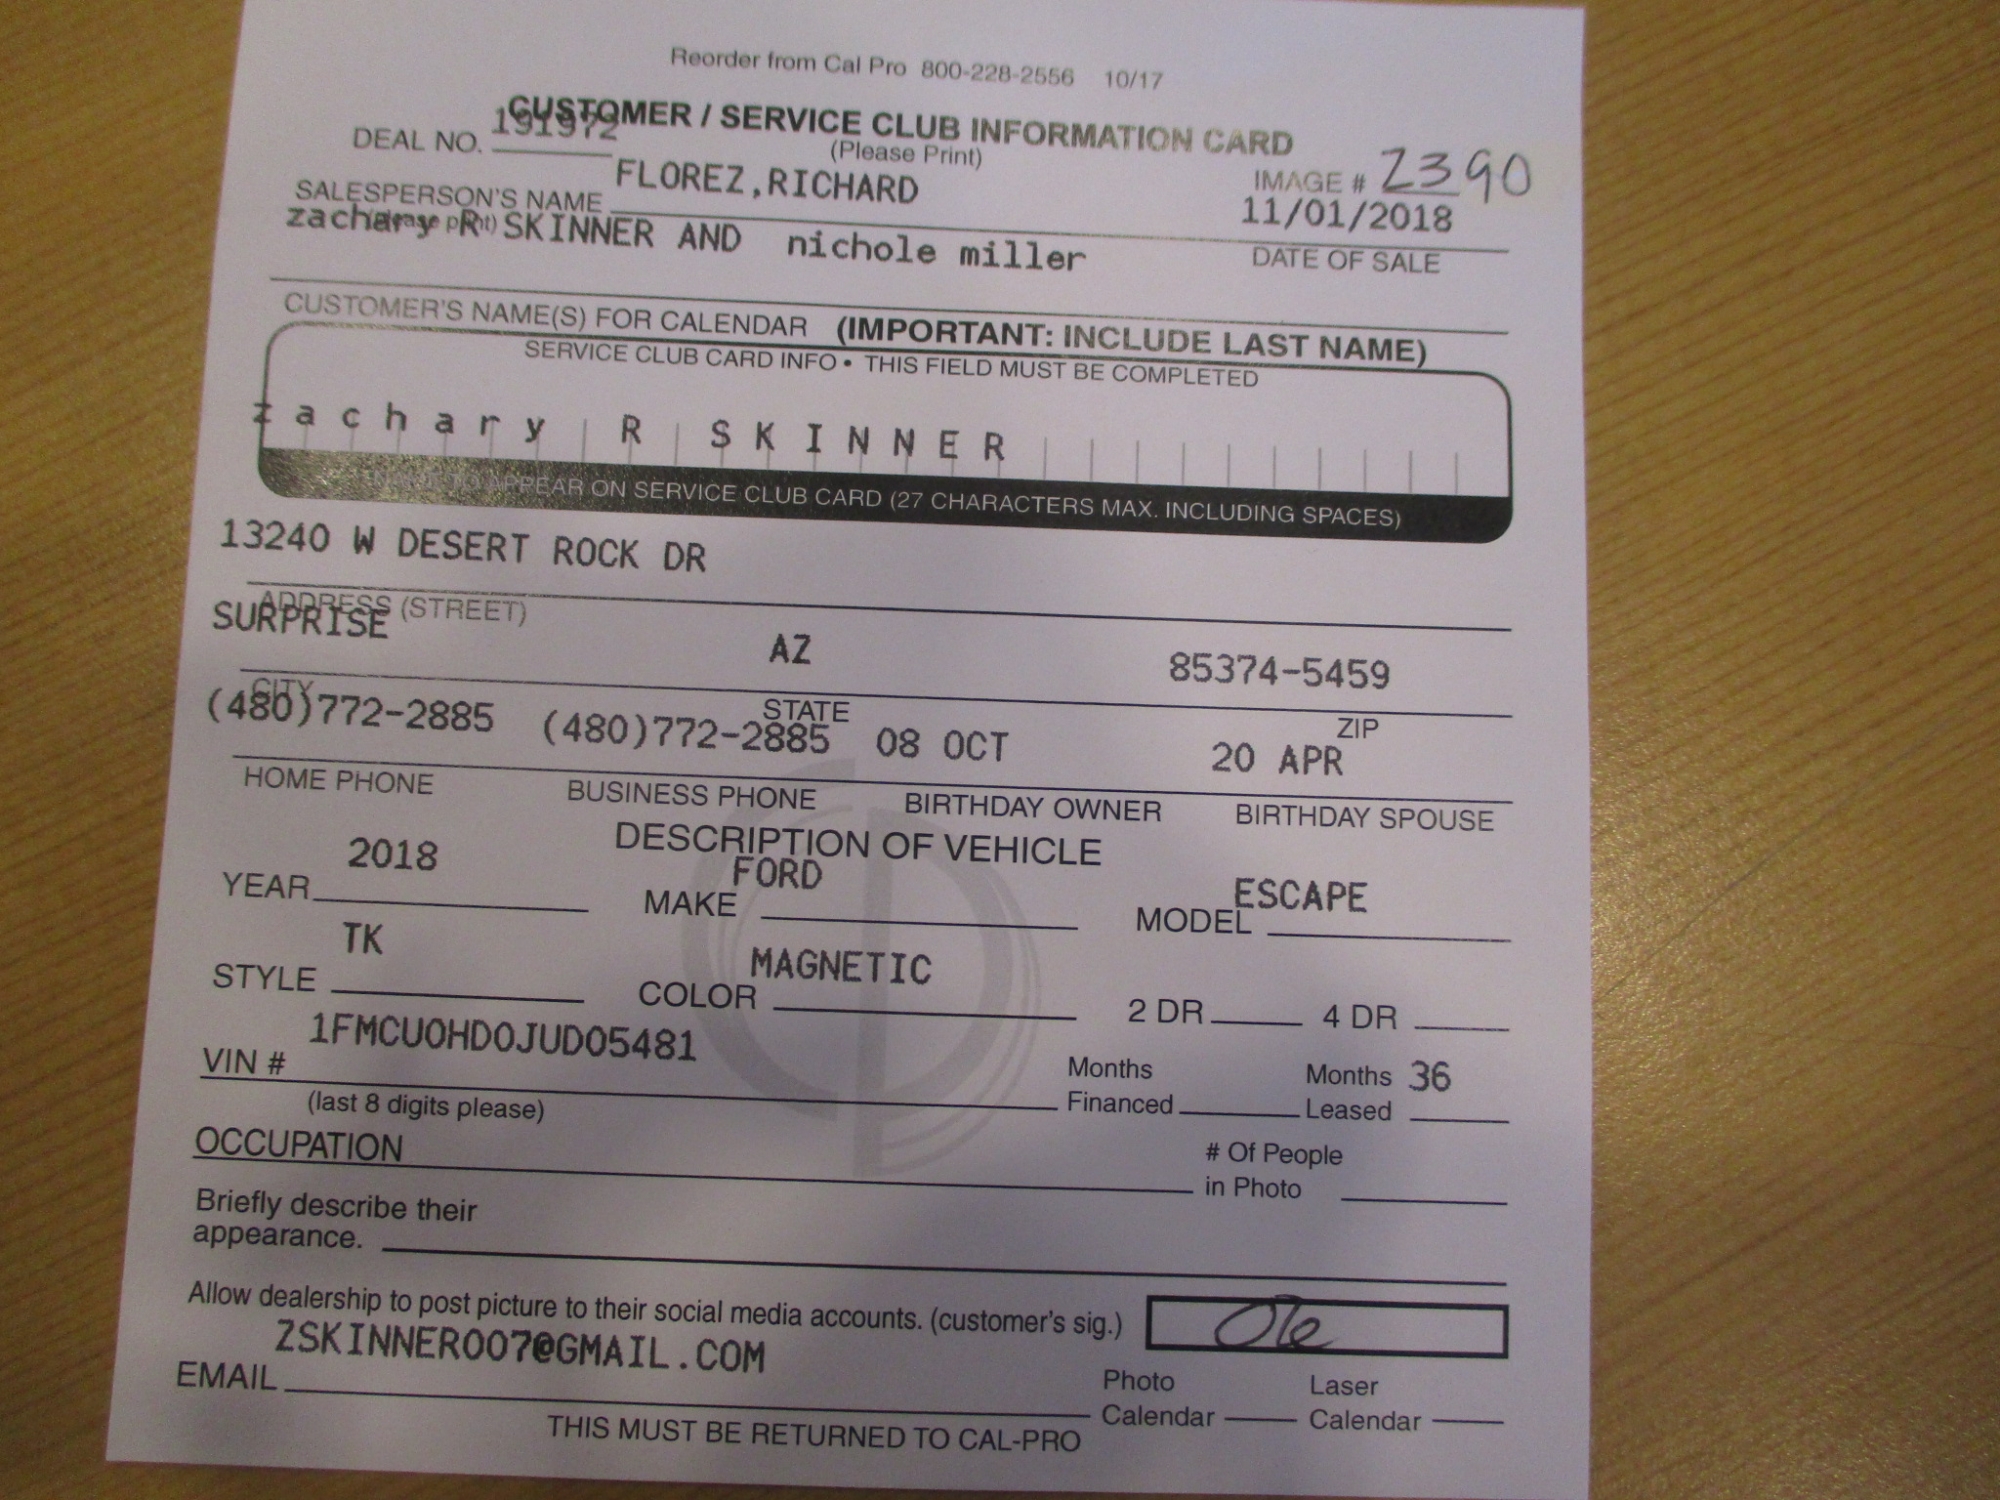 Reorder from Cal Pro 800-228-2556 10/17
CUSTOMER / SERVICE CLUB INFORMATION CARD
(Please Print)
DEAL NO. 191972
IMAGE # 2390
SALESPERSON'S NAME FLOREZ,RICHARD
(please print)
11/01/2018
DATE OF SALE
zachary R SKINNER AND nichole miller
CUSTOMER'S NAME(S) FOR CALENDAR (IMPORTANT: INCLUDE LAST NAME)
SERVICE CLUB CARD INFO • THIS FIELD MUST BE COMPLETED
zachary R SKINNER
NAME TO APPEAR ON SERVICE CLUB CARD (27 CHARACTERS MAX. INCLUDING SPACES)
13240 W DESERT ROCK DR
ADDRESS (STREET)
SURPRISE AZ 85374-5459
CITY STATE ZIP
(480)772-2885 (480)772-2885 08 OCT 20 APR
HOME PHONE BUSINESS PHONE BIRTHDAY OWNER BIRTHDAY SPOUSE
DESCRIPTION OF VEHICLE
YEAR 2018 MAKE FORD MODEL ESCAPE
STYLE TK COLOR MAGNETIC 2 DR 4 DR
VIN # 1FMCU0HD0JUD05481
(last 8 digits please)
Months Financed
Months Leased 36
OCCUPATION
# Of People in Photo
Briefly describe their
appearance.
Allow dealership to post picture to their social media accounts. (customer's sig.)
EMAIL ZSKINNER007@GMAIL.COM
Photo Calendar
Laser Calendar
THIS MUST BE RETURNED TO CAL-PRO